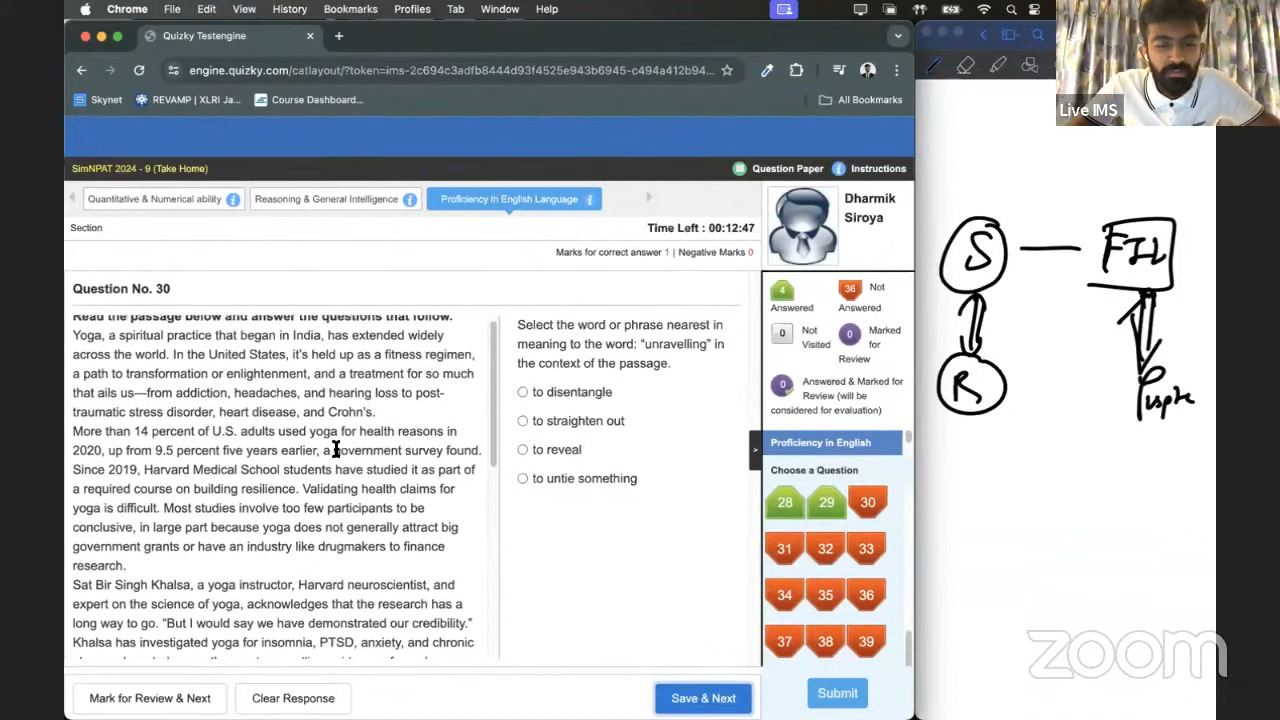 Chrome File Edit View History Bookmarks Profiles Tab Window Help
Quizky Testengine
engine.quizky.com/catlayout/?token=ims-2c694c3adfb8444d93f4525e943b6945-c494a412b94...
Skynet REVAMP | XLRI Ja... Course Dashboard... All Bookmarks
Live IMS
SimNPAT 2024 - 9 (Take Home) Question Paper Instructions
Quantitative & Numerical ability Reasoning & General Intelligence Proficiency in English Language
Dharmik
Siroya
Section Time Left : 00:12:47
Marks for correct answer 1 | Negative Marks 0
Question No. 30
Read the passage below and answer the questions that follow.
Yoga, a spiritual practice that began in India, has extended widely
across the world. In the United States, it's held up as a fitness regimen,
a path to transformation or enlightenment, and a treatment for so much
that ails us—from addiction, headaches, and hearing loss to post-
traumatic stress disorder, heart disease, and Crohn's.
More than 14 percent of U.S. adults used yoga for health reasons in
2020, up from 9.5 percent five years earlier, a government survey found.
Since 2019, Harvard Medical School students have studied it as part of
a required course on building resilience. Validating health claims for
yoga is difficult. Most studies involve too few participants to be
conclusive, in large part because yoga does not generally attract big
government grants or have an industry like drugmakers to finance
research.
Sat Bir Singh Khalsa, a yoga instructor, Harvard neuroscientist, and
expert on the science of yoga, acknowledges that the research has a
long way to go. “But I would say we have demonstrated our credibility.”
Khalsa has investigated yoga for insomnia, PTSD, anxiety, and chronic
Select the word or phrase nearest in
meaning to the word: “unravelling” in
the context of the passage.
to disentangle
to straighten out
to reveal
to untie something
4 Answered
36 Not Answered
0 Not Visited
0 Marked for Review
0 Answered & Marked for
Review (will be
considered for evaluation)
Proficiency in English
Choose a Question
28 29 30
31 32 33
34 35 36
37 38 39
Mark for Review & Next Clear Response Save & Next Submit
S FIL
R
zoom